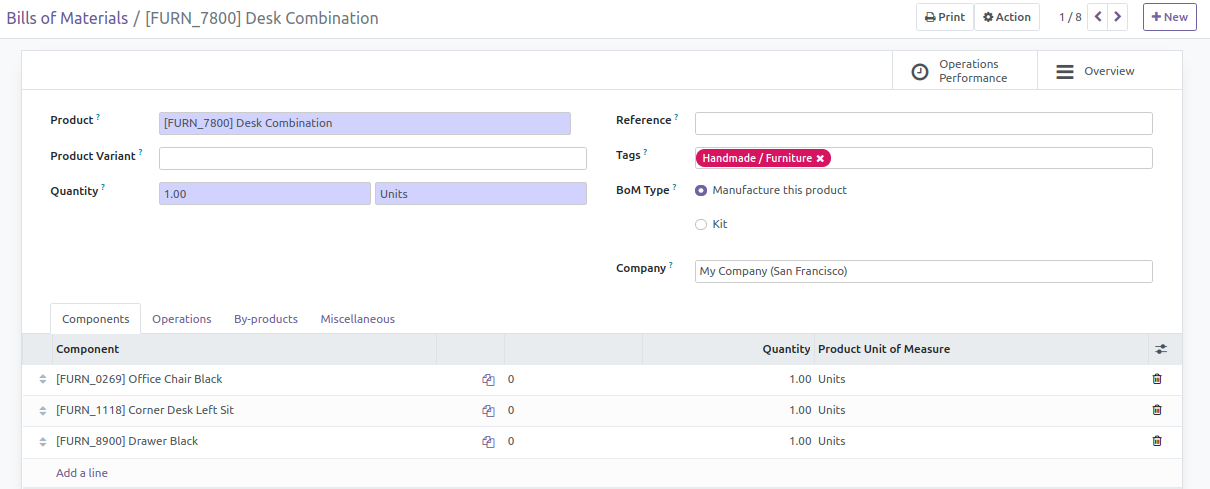 Bills of Materials / [FURN_7800] Desk Combination
Print Action 1 / 8 New
Operations Performance
Overview
Product ? [FURN_7800] Desk Combination
Reference ?
Product Variant ?
Tags ? Handmade / Furniture ×
Quantity ? 1.00 Units
BoM Type ? Manufacture this product
Kit
Company ? My Company (San Francisco)
Components Operations By-products Miscellaneous
Component Quantity Product Unit of Measure
[FURN_0269] Office Chair Black 0 1.00 Units
[FURN_1118] Corner Desk Left Sit 0 1.00 Units
[FURN_8900] Drawer Black 0 1.00 Units
Add a line